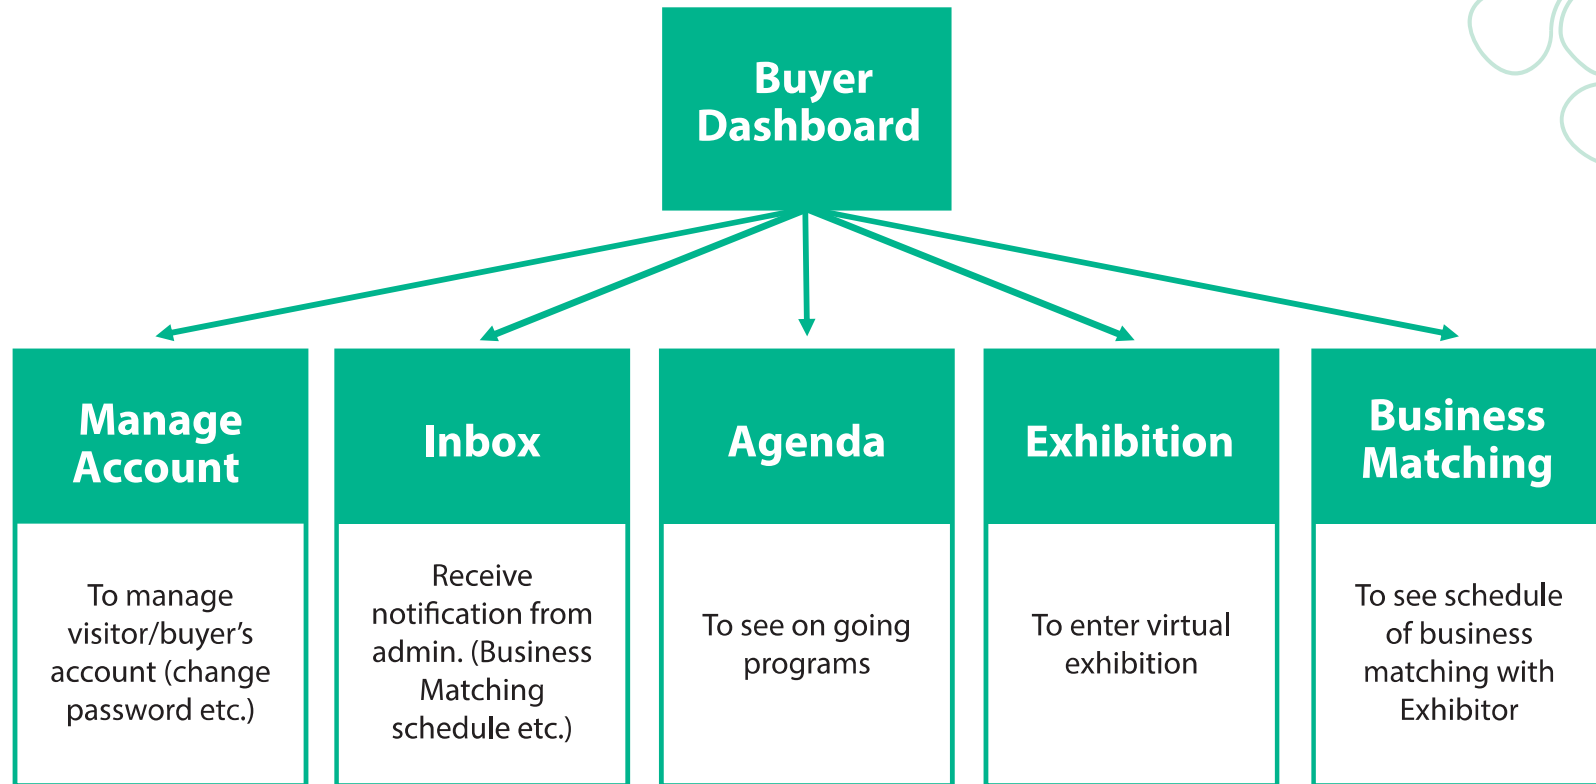 Buyer
Dashboard
Manage
Account
To manage
visitor/buyer's
account (change
password etc.)
Inbox
Receive
notification from
admin. (Business
Matching
schedule etc.)
Agenda
To see on going
programs
Exhibition
To enter virtual
exhibition
Business
Matching
To see schedule
of business
matching with
Exhibitor